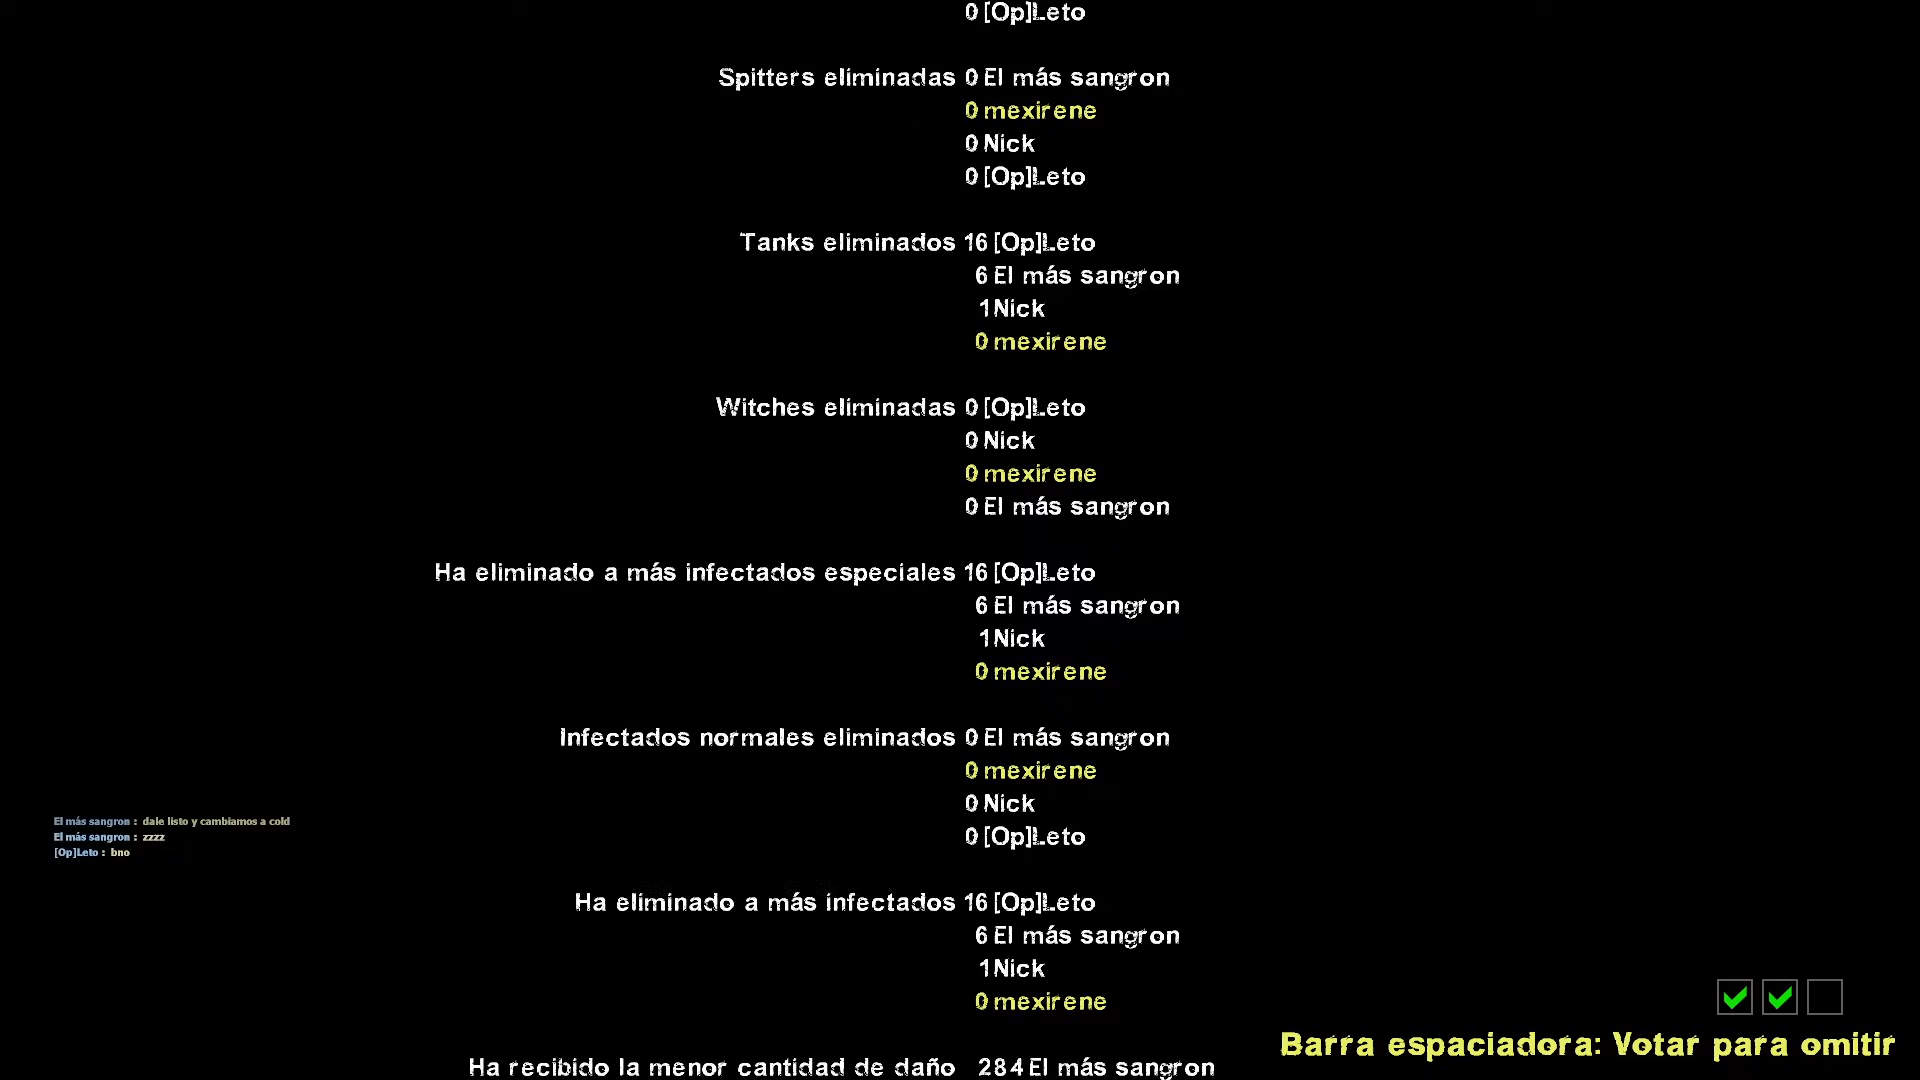 0 [Op]Leto
Spitters eliminadas 0 El más sangron
0 mexirene
0 Nick
0 [Op]Leto
Tanks eliminados 16 [Op]Leto
6 El más sangron
1 Nick
0 mexirene
Witches eliminadas 0 [Op]Leto
0 Nick
0 mexirene
0 El más sangron
Ha eliminado a más infectados especiales 16 [Op]Leto
6 El más sangron
1 Nick
0 mexirene
Infectados normales eliminados 0 El más sangron
0 mexirene
0 Nick
0 [Op]Leto
El más sangron : dale listo y cambiamos a cold
El más sangron : zzzz
[Op]Leto : bno
Ha eliminado a más infectados 16 [Op]Leto
6 El más sangron
1 Nick
0 mexirene
Ha recibido la menor cantidad de daño 284 El más sangron
Barra espaciadora: Votar para omitir